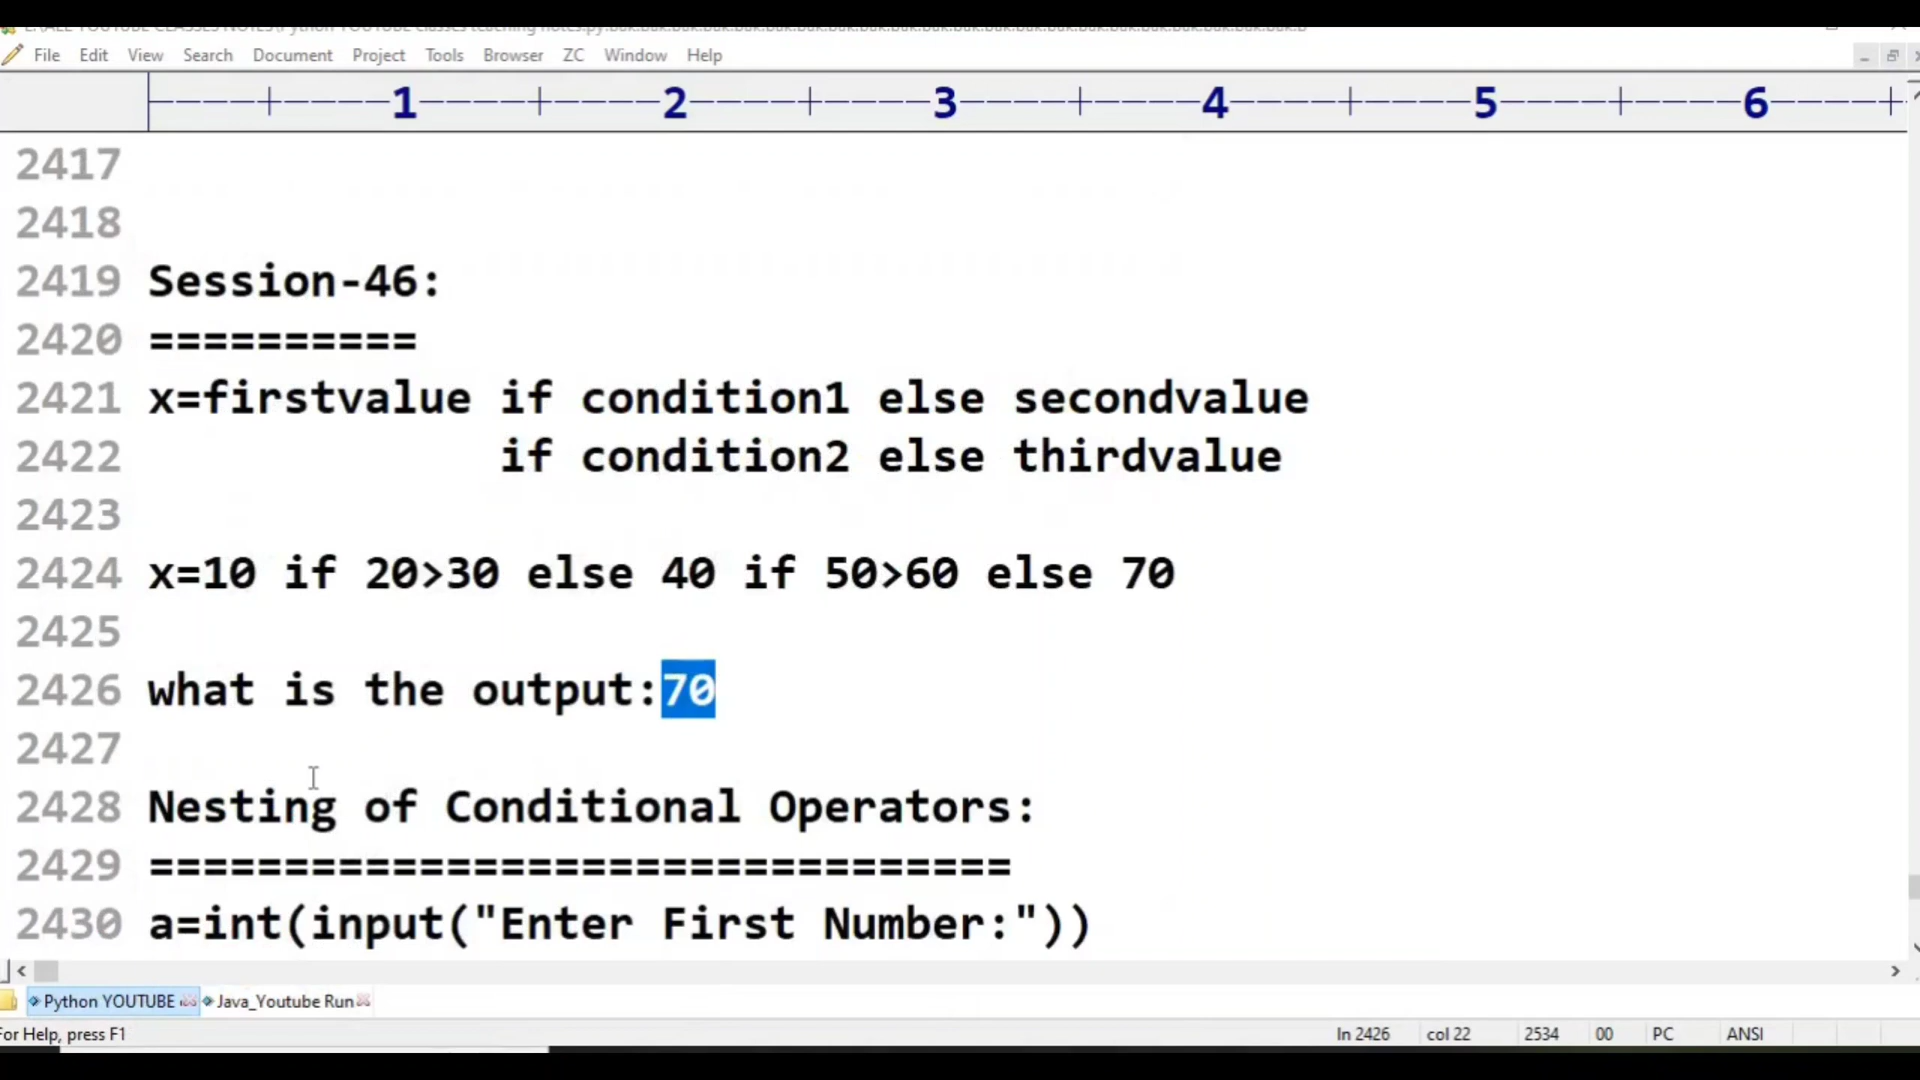 File Edit View Search Document Project Tools Browser ZC Window Help
1 2 3 4 5 6
2417
2418
2419 Session-46:
2420 ==========
2421 x=firstvalue if condition1 else secondvalue
2422 if condition2 else thirdvalue
2423
2424 x=10 if 20>30 else 40 if 50>60 else 70
2425
2426 what is the output:70
2427
2428 Nesting of Conditional Operators:
2429 ================================
2430 a=int(input("Enter First Number:"))
Python YOUTUBE Java_Youtube Run
For Help, press F1 ln 2426 col 22 2534 00 PC ANSI